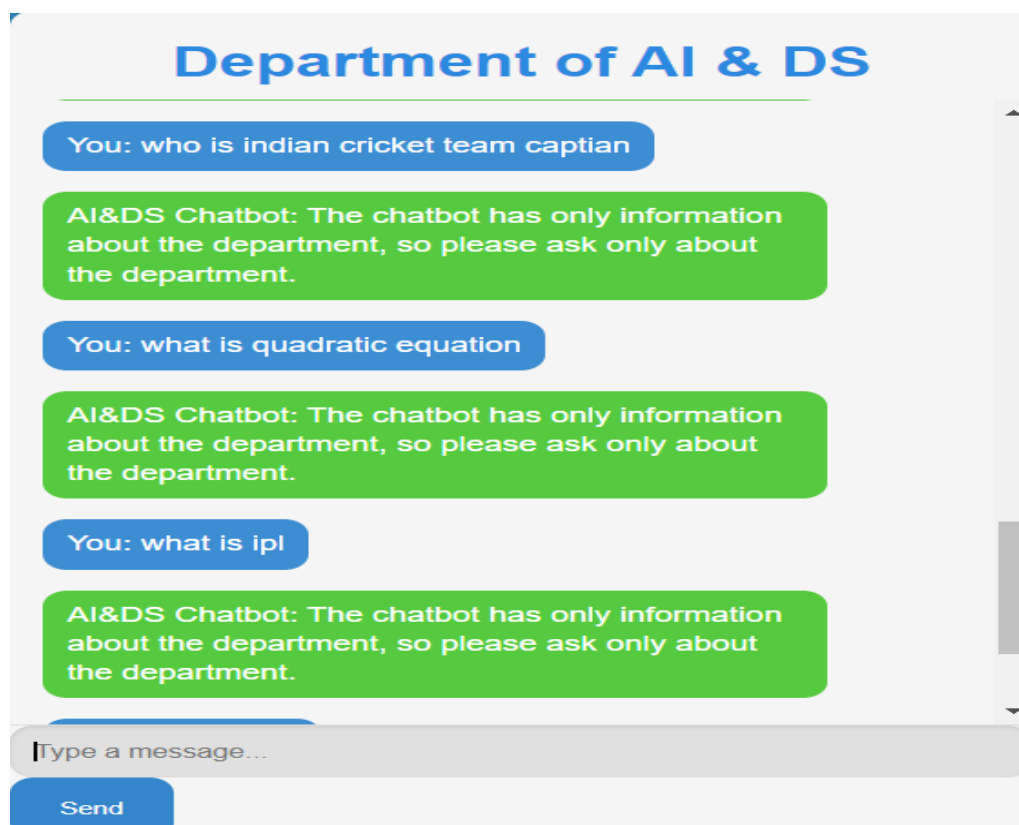 Department of AI & DS
You: who is indian cricket team captian
AI&DS Chatbot: The chatbot has only information
about the department, so please ask only about
the department.
You: what is quadratic equation
AI&DS Chatbot: The chatbot has only information
about the department, so please ask only about
the department.
You: what is ipl
AI&DS Chatbot: The chatbot has only information
about the department, so please ask only about
the department.
Type a message...
Send